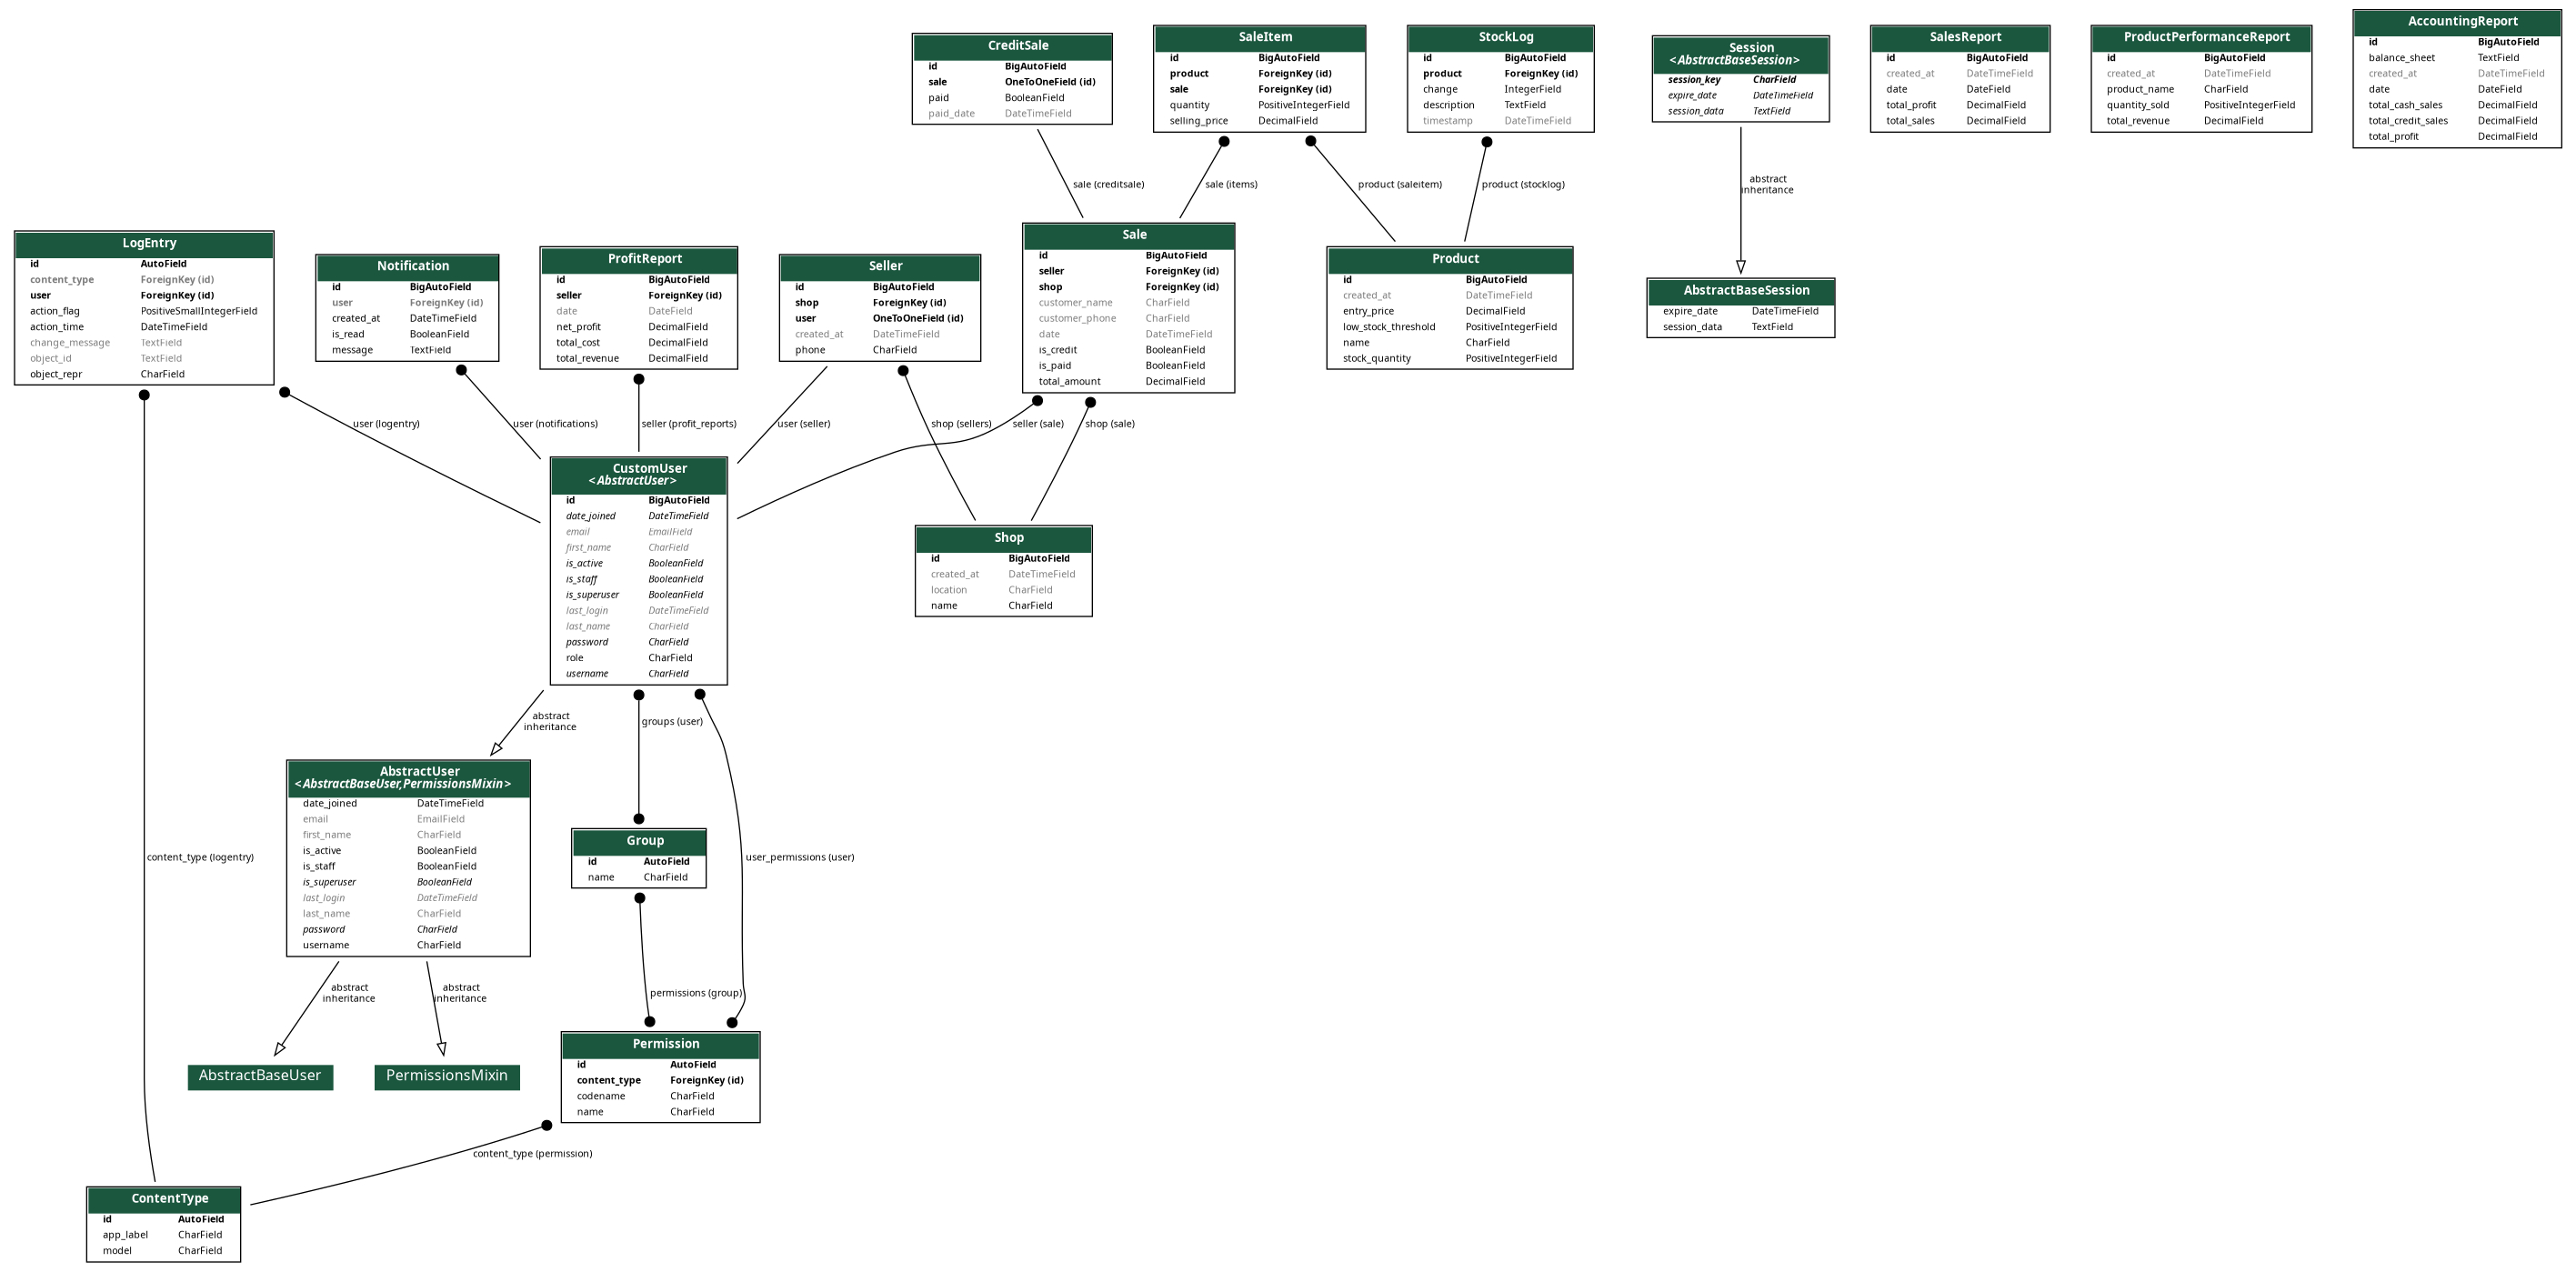 CreditSale
id BigAutoField
sale OneToOneField (id)
paid BooleanField
paid_date DateTimeField
SaleItem
id BigAutoField
product ForeignKey (id)
sale ForeignKey (id)
quantity PositiveIntegerField
selling_price DecimalField
StockLog
id BigAutoField
product ForeignKey (id)
change IntegerField
description TextField
timestamp DateTimeField
Session
<AbstractBaseSession>
session_key CharField
expire_date DateTimeField
session_data TextField
SalesReport
id BigAutoField
created_at DateTimeField
date DateField
total_profit DecimalField
total_sales DecimalField
ProductPerformanceReport
id BigAutoField
created_at DateTimeField
product_name CharField
quantity_sold PositiveIntegerField
total_revenue DecimalField
AccountingReport
id BigAutoField
balance_sheet TextField
created_at DateTimeField
date DateField
total_cash_sales DecimalField
total_credit_sales DecimalField
total_profit DecimalField
sale (creditsale)
sale (items)
product (saleitem)
product (stocklog)
abstract
inheritance
LogEntry
id AutoField
content_type ForeignKey (id)
user ForeignKey (id)
action_flag PositiveSmallIntegerField
action_time DateTimeField
change_message TextField
object_id TextField
object_repr CharField
Notification
id BigAutoField
user ForeignKey (id)
created_at DateTimeField
is_read BooleanField
message TextField
ProfitReport
id BigAutoField
seller ForeignKey (id)
date DateField
net_profit DecimalField
total_cost DecimalField
total_revenue DecimalField
Seller
id BigAutoField
shop ForeignKey (id)
user OneToOneField (id)
created_at DateTimeField
phone CharField
Sale
id BigAutoField
seller ForeignKey (id)
shop ForeignKey (id)
customer_name CharField
customer_phone CharField
date DateTimeField
is_credit BooleanField
is_paid BooleanField
total_amount DecimalField
Product
id BigAutoField
created_at DateTimeField
entry_price DecimalField
low_stock_threshold PositiveIntegerField
name CharField
stock_quantity PositiveIntegerField
AbstractBaseSession
expire_date DateTimeField
session_data TextField
user (logentry)
user (notifications)
seller (profit_reports)
user (seller)
shop (sellers)
seller (sale)
shop (sale)
CustomUser
<AbstractUser>
id BigAutoField
date_joined DateTimeField
email EmailField
first_name CharField
is_active BooleanField
is_staff BooleanField
is_superuser BooleanField
last_login DateTimeField
last_name CharField
password CharField
role CharField
username CharField
Shop
id BigAutoField
created_at DateTimeField
location CharField
name CharField
abstract
inheritance
groups (user)
AbstractUser
<AbstractBaseUser,PermissionsMixin>
date_joined DateTimeField
email EmailField
first_name CharField
is_active BooleanField
is_staff BooleanField
is_superuser BooleanField
last_login DateTimeField
last_name CharField
password CharField
username CharField
Group
id AutoField
name CharField
content_type (logentry)
user_permissions (user)
abstract
inheritance
abstract
inheritance
permissions (group)
AbstractBaseUser
PermissionsMixin
Permission
id AutoField
content_type ForeignKey (id)
codename CharField
name CharField
content_type (permission)
ContentType
id AutoField
app_label CharField
model CharField